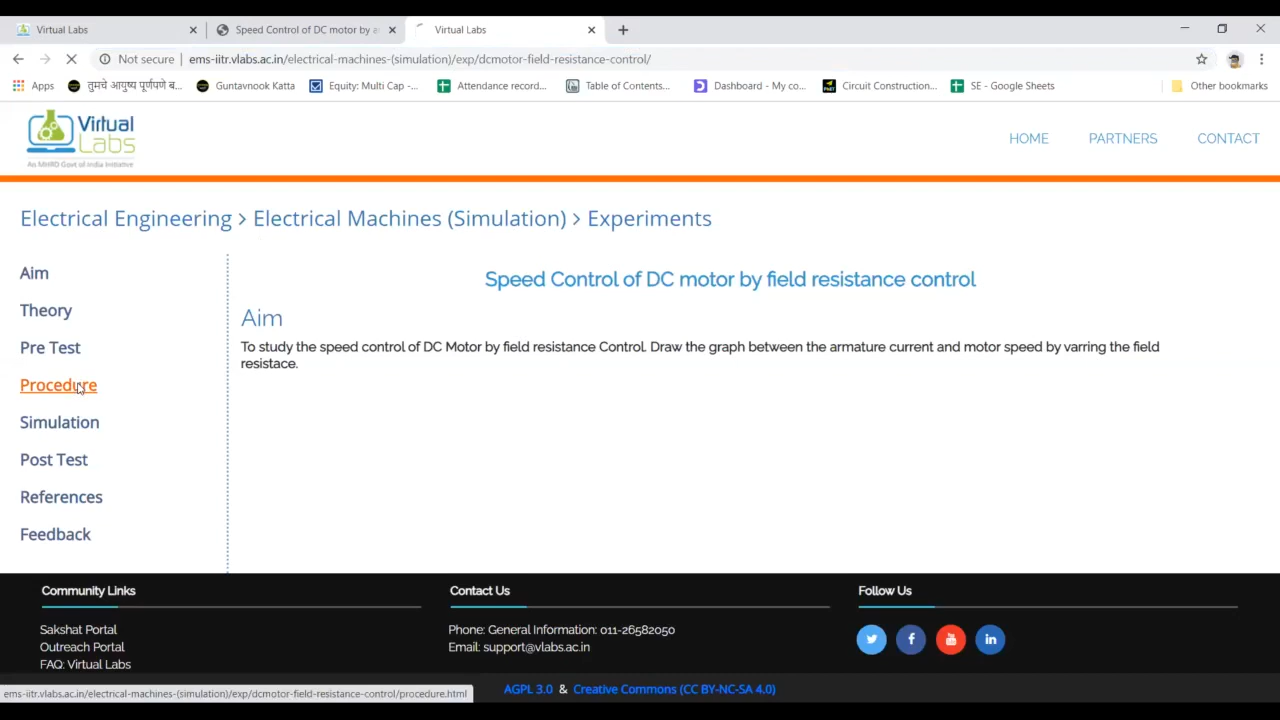 Virtual Labs
Speed Control of DC motor by a
Virtual Labs
Not secure
ems-iitr.vlabs.ac.in/electrical-machines-(simulation)/exp/dcmotor-field-resistance-control/
Apps
तुमचे आयुष्य पूर्णपणे ब...
Guntavnook Katta
Equity: Multi Cap -...
Attendance record...
Table of Contents...
Dashboard - My co...
Circuit Construction...
SE - Google Sheets
Other bookmarks
Virtual
Labs
An MHRD Govt of India Initiative
HOME
PARTNERS
CONTACT
Electrical Engineering > Electrical Machines (Simulation) > Experiments
Aim
Theory
Pre Test
Procedure
Simulation
Post Test
References
Feedback
Speed Control of DC motor by field resistance control
Aim
To study the speed control of DC Motor by field resistance Control. Draw the graph between the armature current and motor speed by varring the field
resistace.
Community Links
Sakshat Portal
Outreach Portal
FAQ: Virtual Labs
Contact Us
Phone: General Information: 011-26582050
Email: support@vlabs.ac.in
Follow Us
AGPL 3.0 & Creative Commons (CC BY-NC-SA 4.0)
ems-iitr.vlabs.ac.in/electrical-machines-(simulation)/exp/dcmotor-field-resistance-control/procedure.html